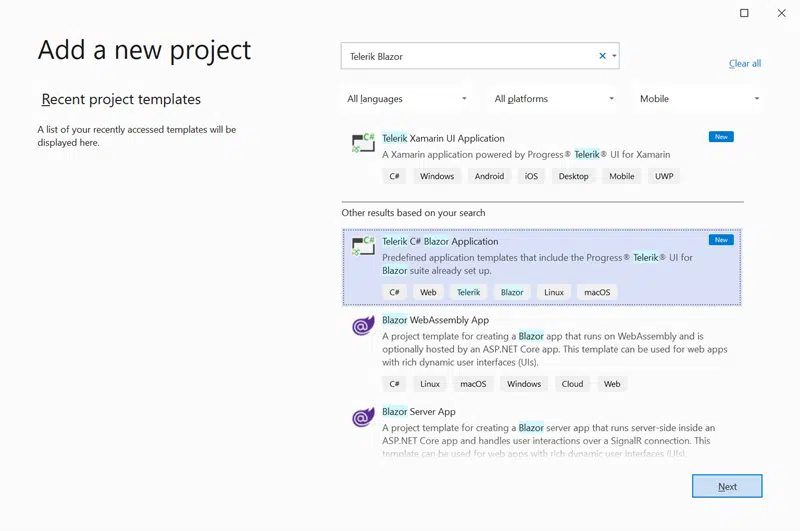 Add a new project
Recent project templates
A list of your recently accessed templates will be
displayed here.
Telerik Blazor
Clear all
All languages
All platforms
Mobile
C#
Telerik Xamarin UI Application
New
A Xamarin application powered by Progress® Telerik® UI for Xamarin
C# Windows Android iOS Desktop Mobile UWP
Other results based on your search
C#
Telerik C# Blazor Application
New
Predefined application templates that include the Progress® Telerik® UI for
Blazor suite already set up.
C# Web Telerik Blazor Linux macOS
Blazor WebAssembly App
A project template for creating a Blazor app that runs on WebAssembly and is
optionally hosted by an ASP.NET Core app. This template can be used for web apps
with rich dynamic user interfaces (UIs).
C# Linux macOS Windows Cloud Web
Blazor Server App
A project template for creating a Blazor server app that runs server-side inside an
ASP.NET Core app and handles user interactions over a SignalR connection. This
template can be used for web apps with rich dynamic user interfaces (UIs).
Next